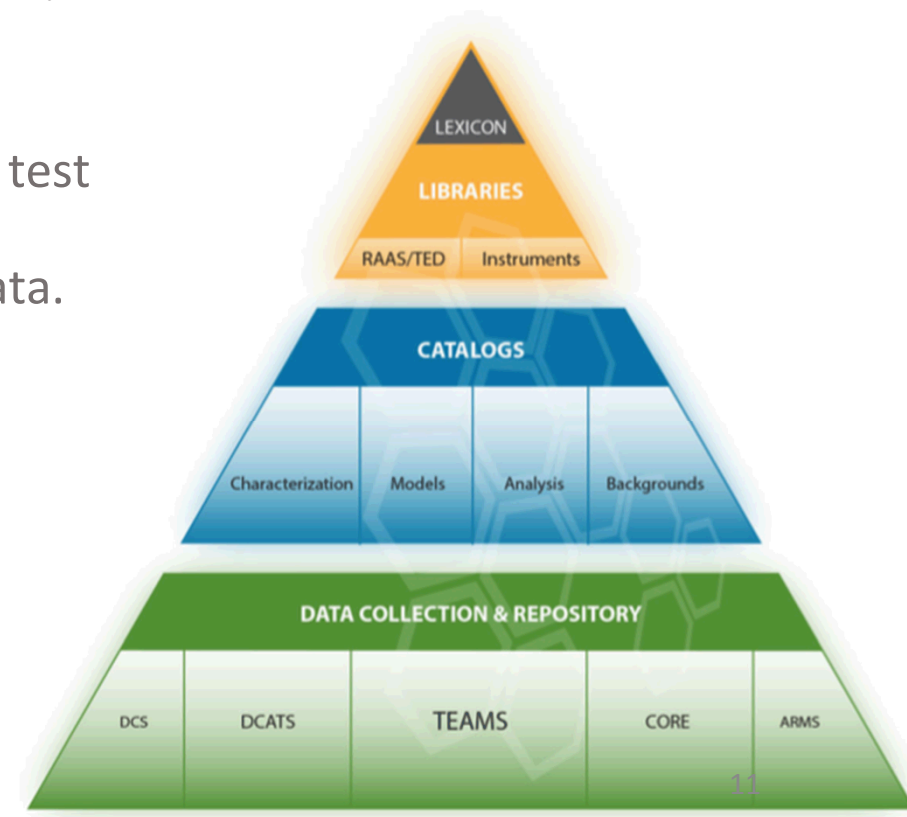 test
ata.
LEXICON
LIBRARIES
RAAS/TED Instruments
CATALOGS
Characterization Models Analysis Backgrounds
DATA COLLECTION & REPOSITORY
DCS DCATS TEAMS CORE ARMS
11